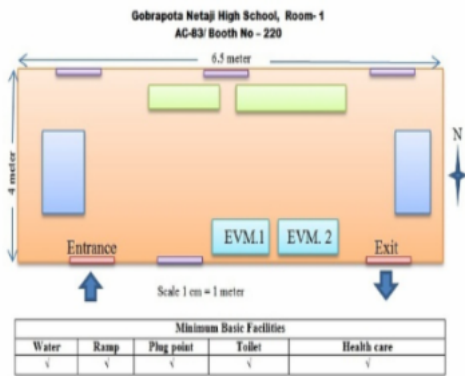 Gobrapota Netaji High School, Room- 1
AC-83/ Booth No – 220
6.5 meter
4 meter
N
EVM.1 EVM. 2
Entrance Exit
Scale 1 cm = 1 meter
Minimum Basic Facilities
Water Ramp Plug point Toilet Health care
√ √ √ √ √